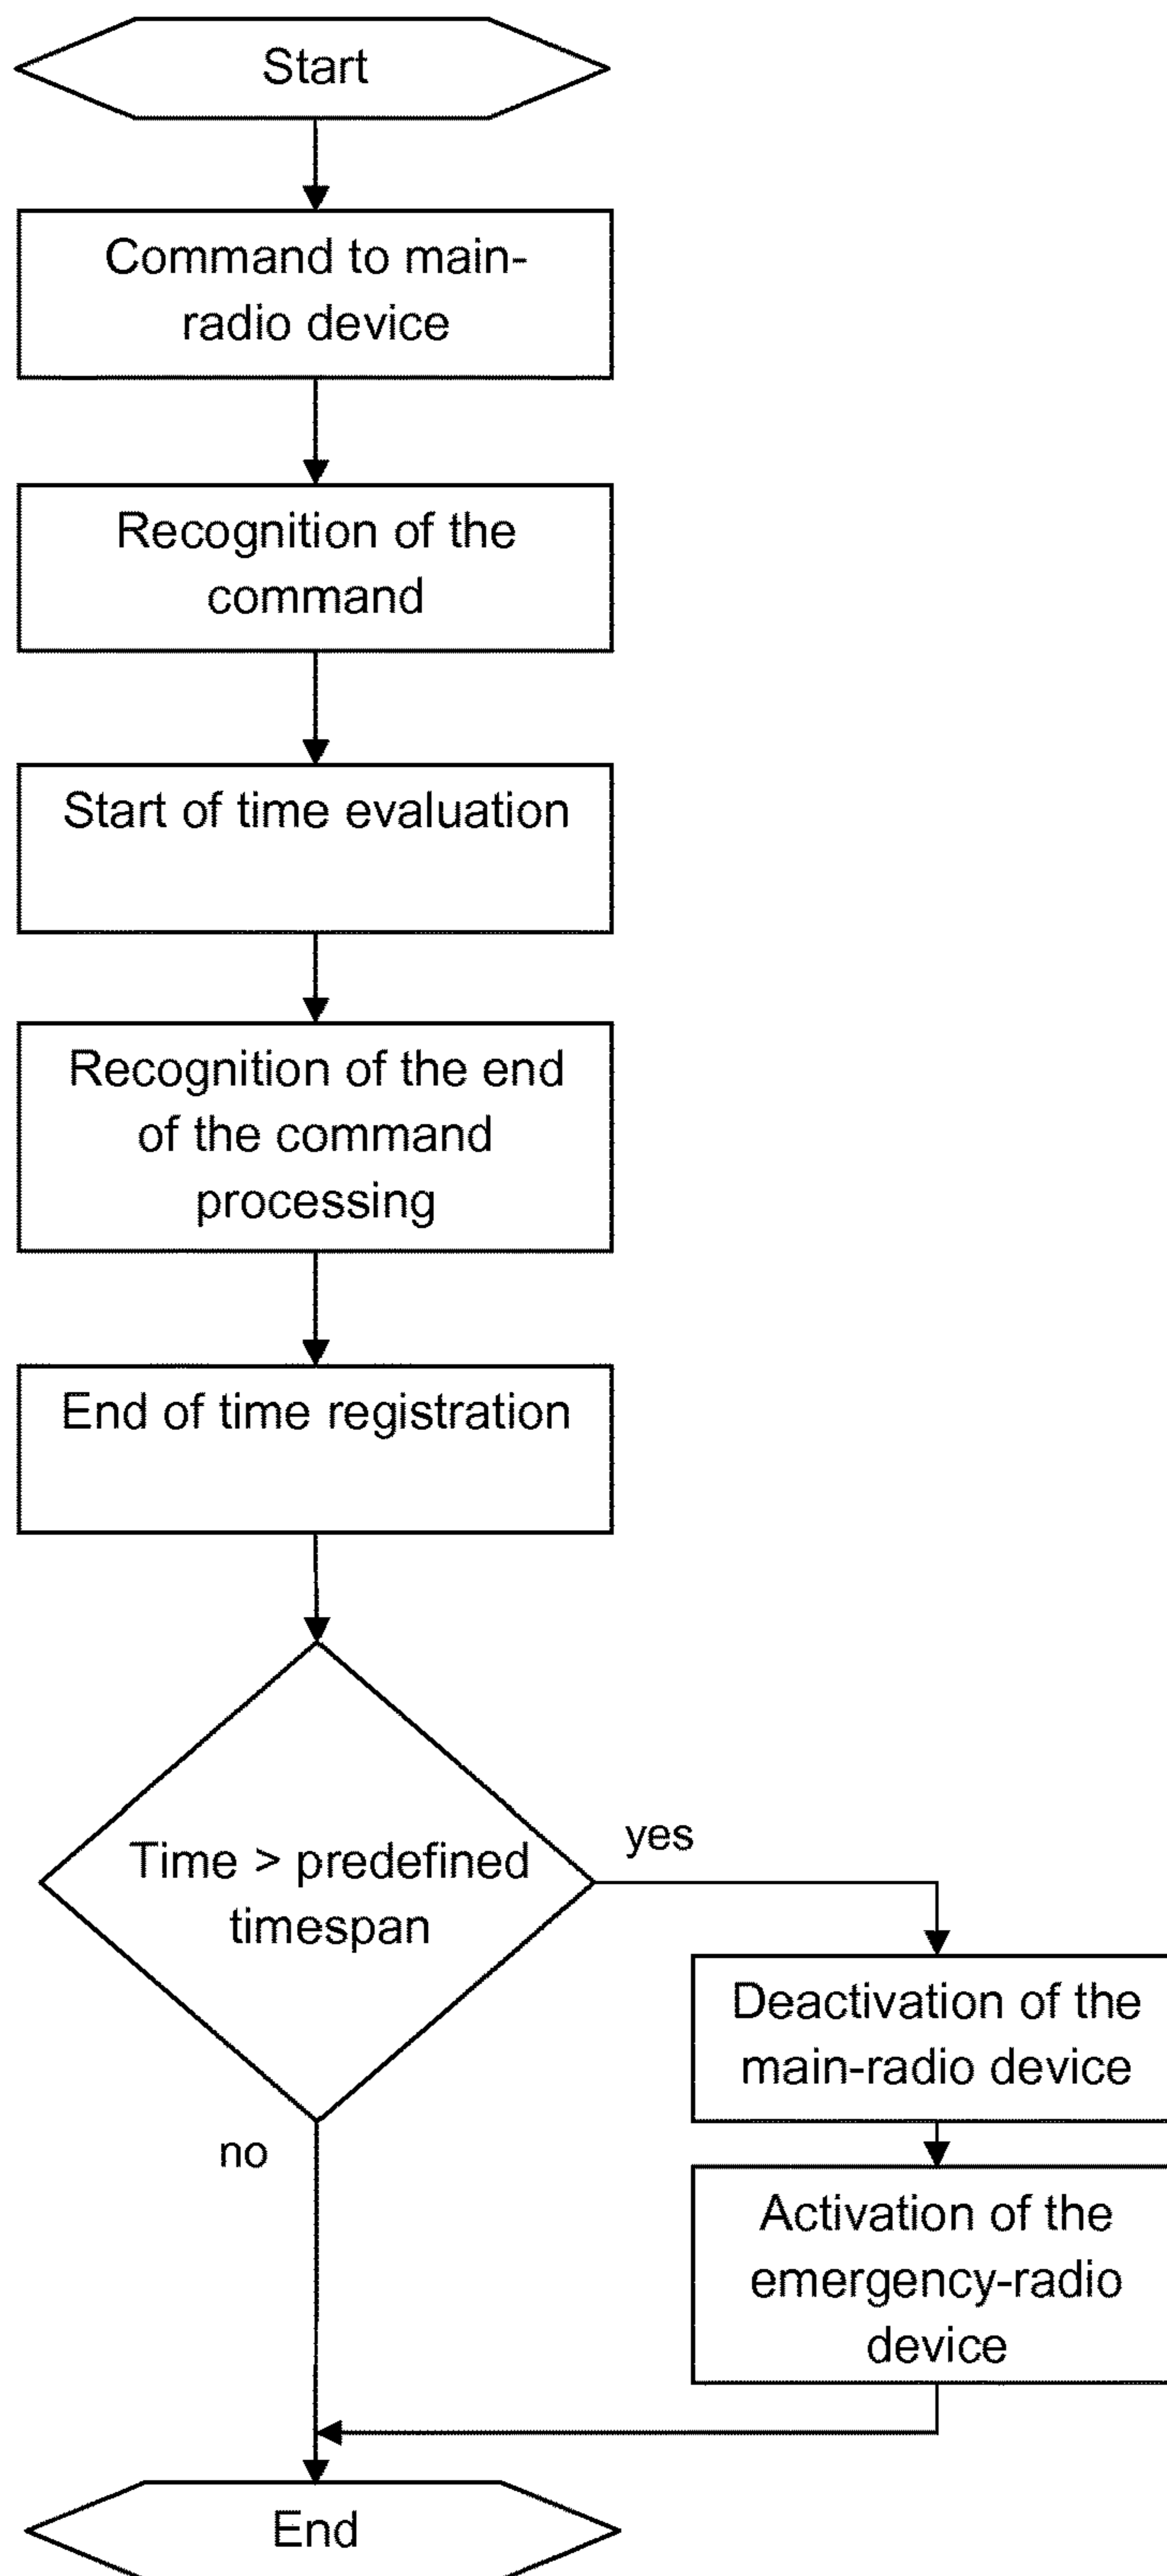 Start
Command to main-
radio device
Recognition of the
command
Start of time evaluation
Recognition of the end
of the command
processing
End of time registration
Time > predefined
timespan
yes
Deactivation of the
main-radio device
no
Activation of the
emergency-radio
device
End